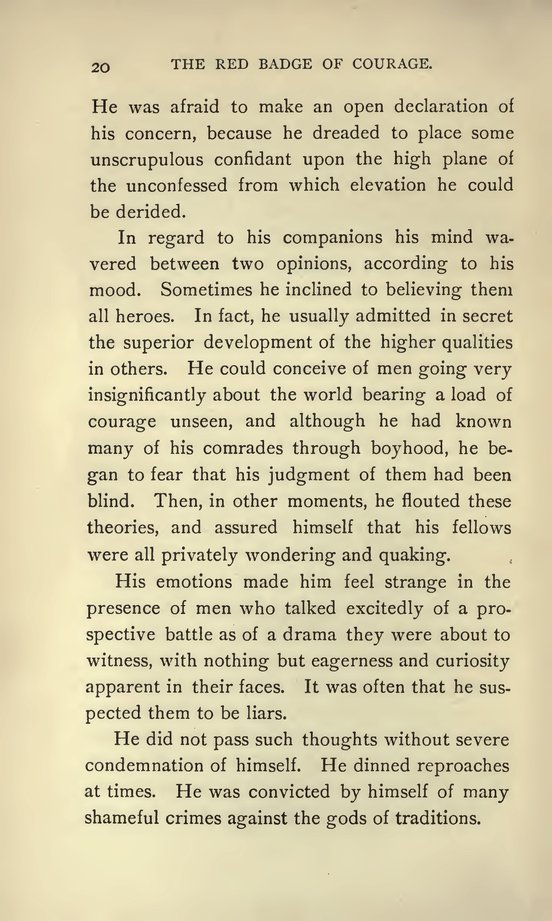 20 THE RED BADGE OF COURAGE.
He was afraid to make an open declaration of
his concern, because he dreaded to place some
unscrupulous confidant upon the high plane of
the unconfessed from which elevation he could
be derided.
In regard to his companions his mind wa-
vered between two opinions, according to his
mood. Sometimes he inclined to believing them
all heroes. In fact, he usually admitted in secret
the superior development of the higher qualities
in others. He could conceive of men going very
insignificantly about the world bearing a load of
courage unseen, and although he had known
many of his comrades through boyhood, he be-
gan to fear that his judgment of them had been
blind. Then, in other moments, he flouted these
theories, and assured himself that his fellows
were all privately wondering and quaking.
His emotions made him feel strange in the
presence of men who talked excitedly of a pro-
spective battle as of a drama they were about to
witness, with nothing but eagerness and curiosity
apparent in their faces. It was often that he sus-
pected them to be liars.
He did not pass such thoughts without severe
condemnation of himself. He dinned reproaches
at times. He was convicted by himself of many
shameful crimes against the gods of traditions.